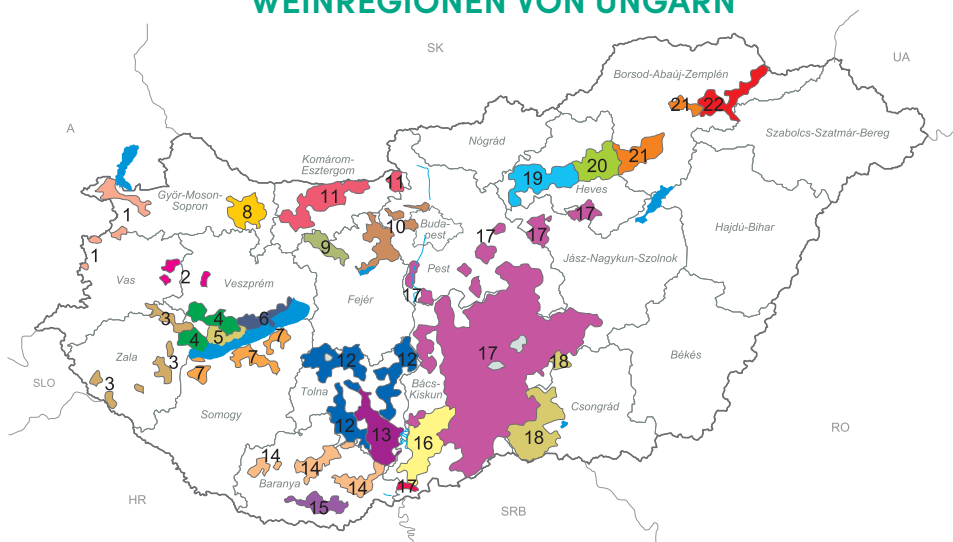 WEINREGIONEN VON UNGARN
SK
UA
Borsod-Abaúj-Zemplén
21
22
A
Nógrád
Szabolcs-Szatmár-Bereg
Komárom-
Esztergom
20
21
19
Heves
11
11
Györ-Moson-
Sopron
1
8
17
10
Buda-
pest
17
17
Hajdú-Bihar
9
1
Jász-Nagykun-Szolnok
Pest
Vas
2
Veszprém
17
Fejér
3
4
6
5
4
7
7
17
Zala
3
12
12
18
Békés
7
3
SLO
Tolna
Bács-
Kiskun
Somogy
Csongrád
12
13
16
18
RO
14
14
Baranya
14
17
HR
15
SRB